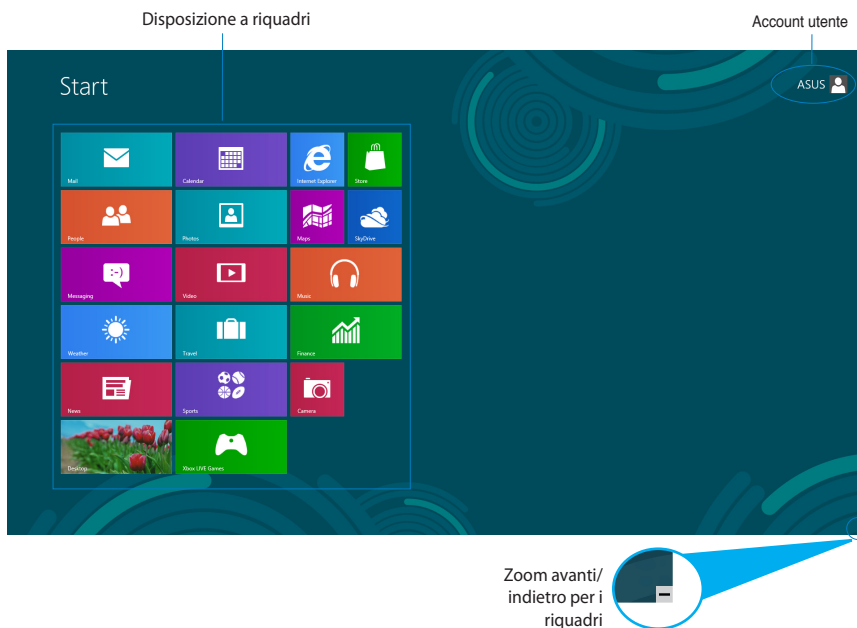 Disposizione a riquadri
Account utente
Start
ASUS
Mail
Calendar
Internet Explorer
Store
People
Photos
Maps
SkyDrive
Messaging
Video
Music
Weather
Travel
Finance
News
Sports
Camera
Desktop
Xbox LIVE Games
Zoom avanti/
indietro per i
riquadri